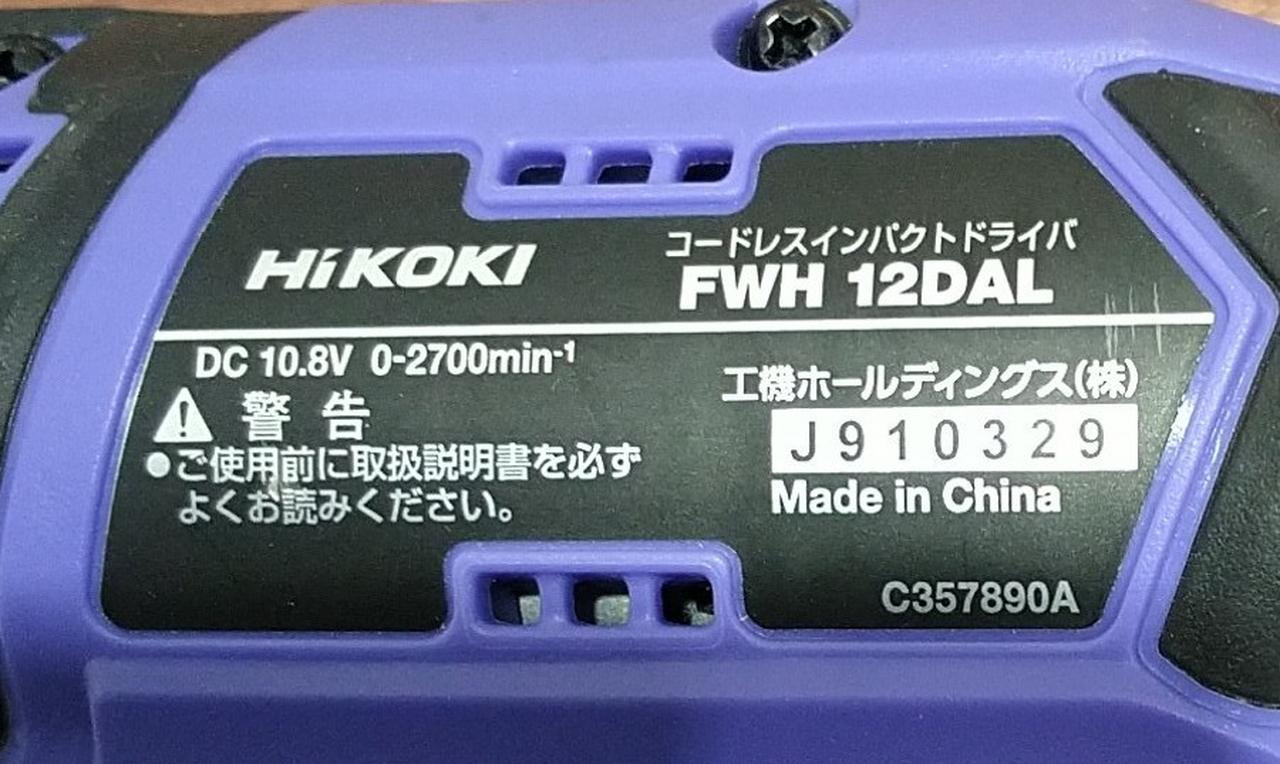 HiKOKI
コードレスインパクトドライバ
FWH 12DAL
DC 10.8V 0-2700min-1
警 告
●ご使用前に取扱説明書を必ず
よくお読みください。
工機ホールディングス(株)
J910329
Made in China
C357890A